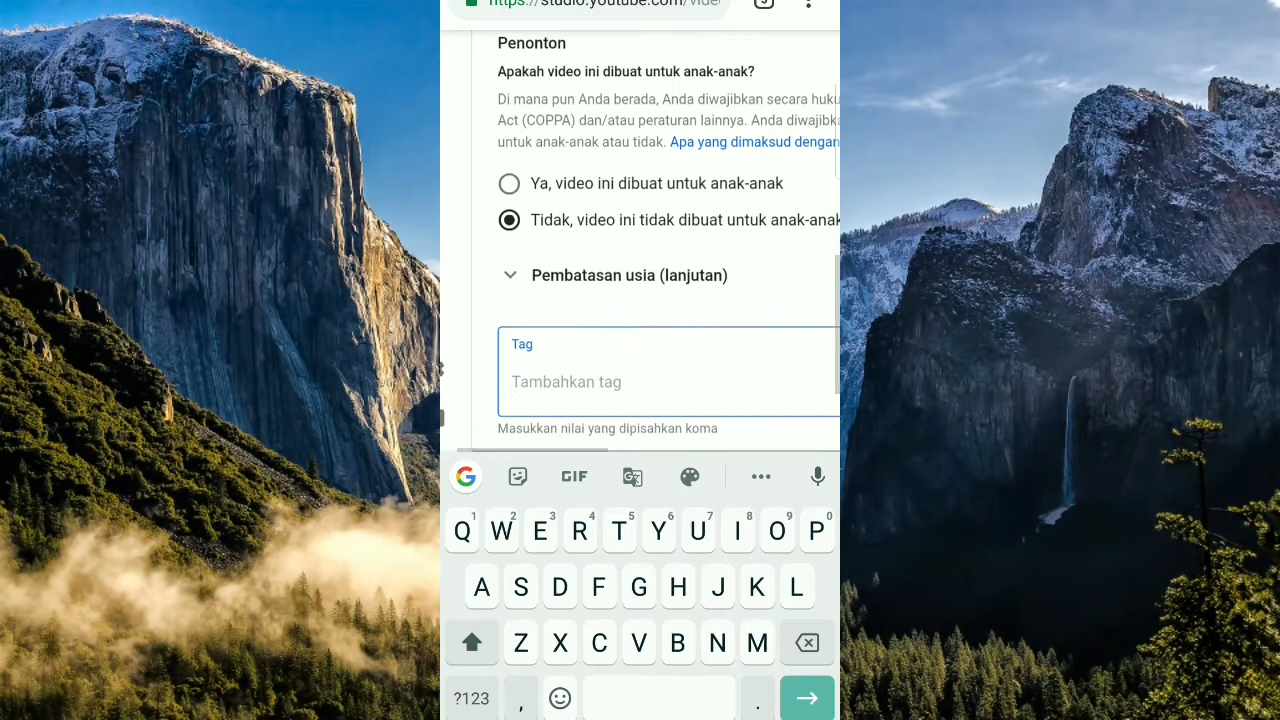 https://studio.youtube.com/vide
Penonton
Apakah video ini dibuat untuk anak-anak?
Di mana pun Anda berada, Anda diwajibkan secara huku
Act (COPPA) dan/atau peraturan lainnya. Anda diwajibk
untuk anak-anak atau tidak. Apa yang dimaksud dengan
Ya, video ini dibuat untuk anak-anak
Tidak, video ini tidak dibuat untuk anak-anak
Pembatasan usia (lanjutan)
Tag
Tambahkan tag
Masukkan nilai yang dipisahkan koma
G GIF G ...
1 2 3 4 5 6 7 8 9 0
Q W E R T Y U I O P
A S D F G H J K L
Z X C V B N M
?123 , .